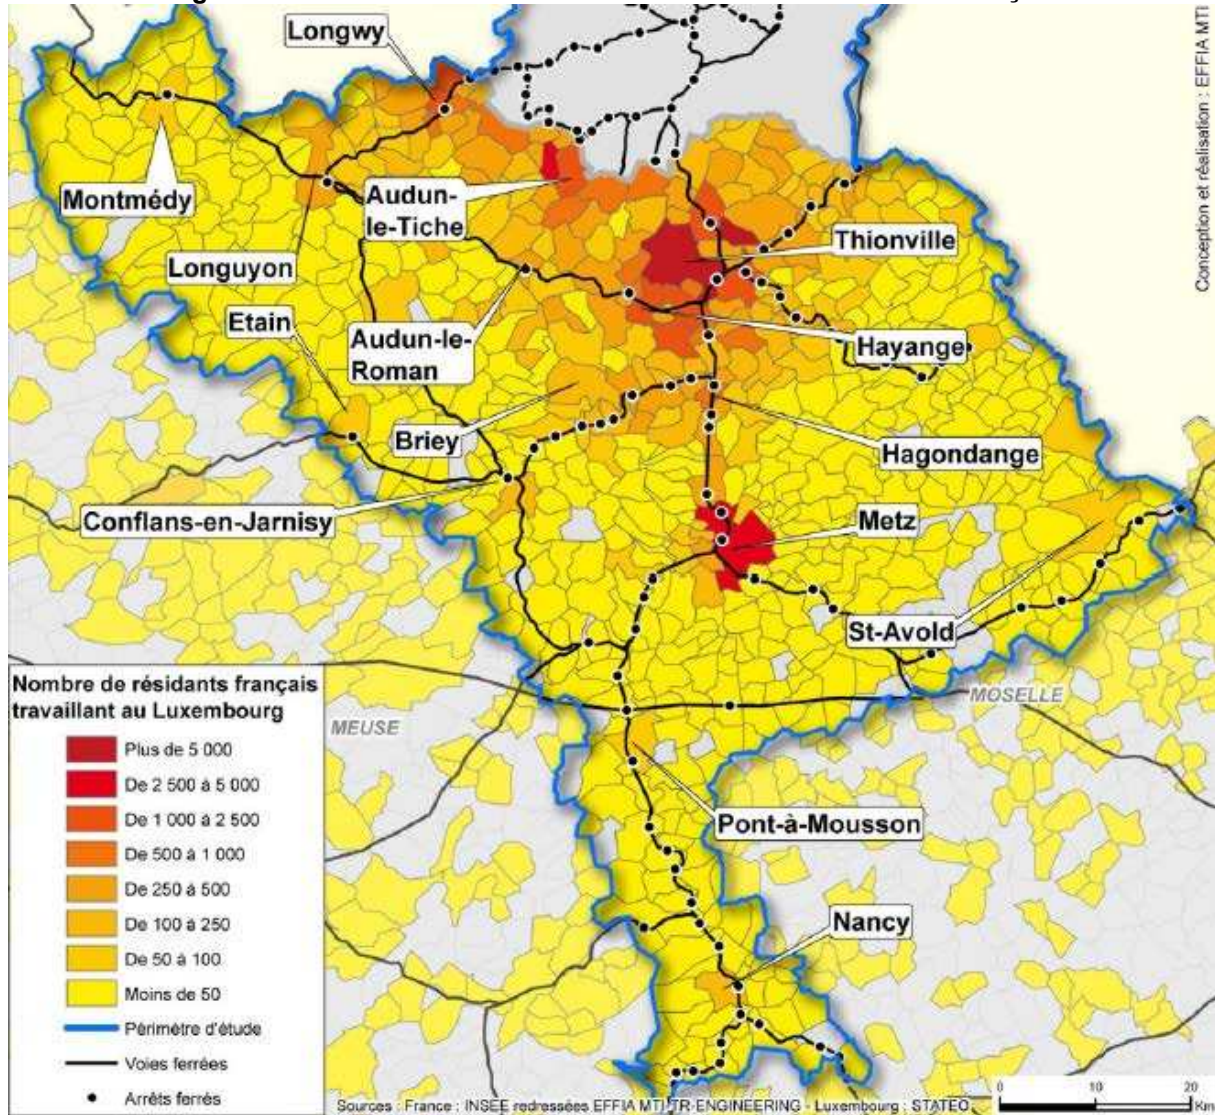 Longwy
Montmédy
Audun-
le-Tiche
Thionville
Longuyon
Etain
Audun-le-
Roman
Hayange
Briey
Hagondange
Conflans-en-Jarnisy
Metz
St-Avold
MOSELLE
MEUSE
Pont-à-Mousson
Nancy
Conception et réalisation : EFFIA MTI
Nombre de résidants français
travaillant au Luxembourg
Plus de 5 000
De 2 500 à 5 000
De 1 000 à 2 500
De 500 à 1 000
De 250 à 500
De 100 à 250
De 50 à 100
Moins de 50
Périmètre d'étude
Voies ferrées
Arrêts ferrés
Sources : France : INSEE redressées EFFIA MTI, TR-ENGINEERING - Luxembourg : STATEC
0 10 20
Km